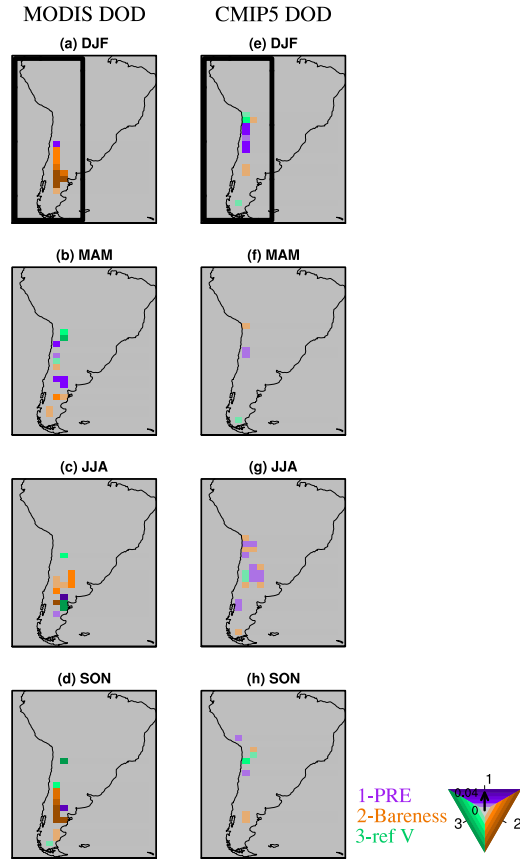 MODIS DOD CMIP5 DOD
(a) DJF (e) DJF
(b) MAM (f) MAM
(c) JJA (g) JJA
(d) SON (h) SON
1-PRE
2-Bareness
3-ref V
1
0.04
0
3 2